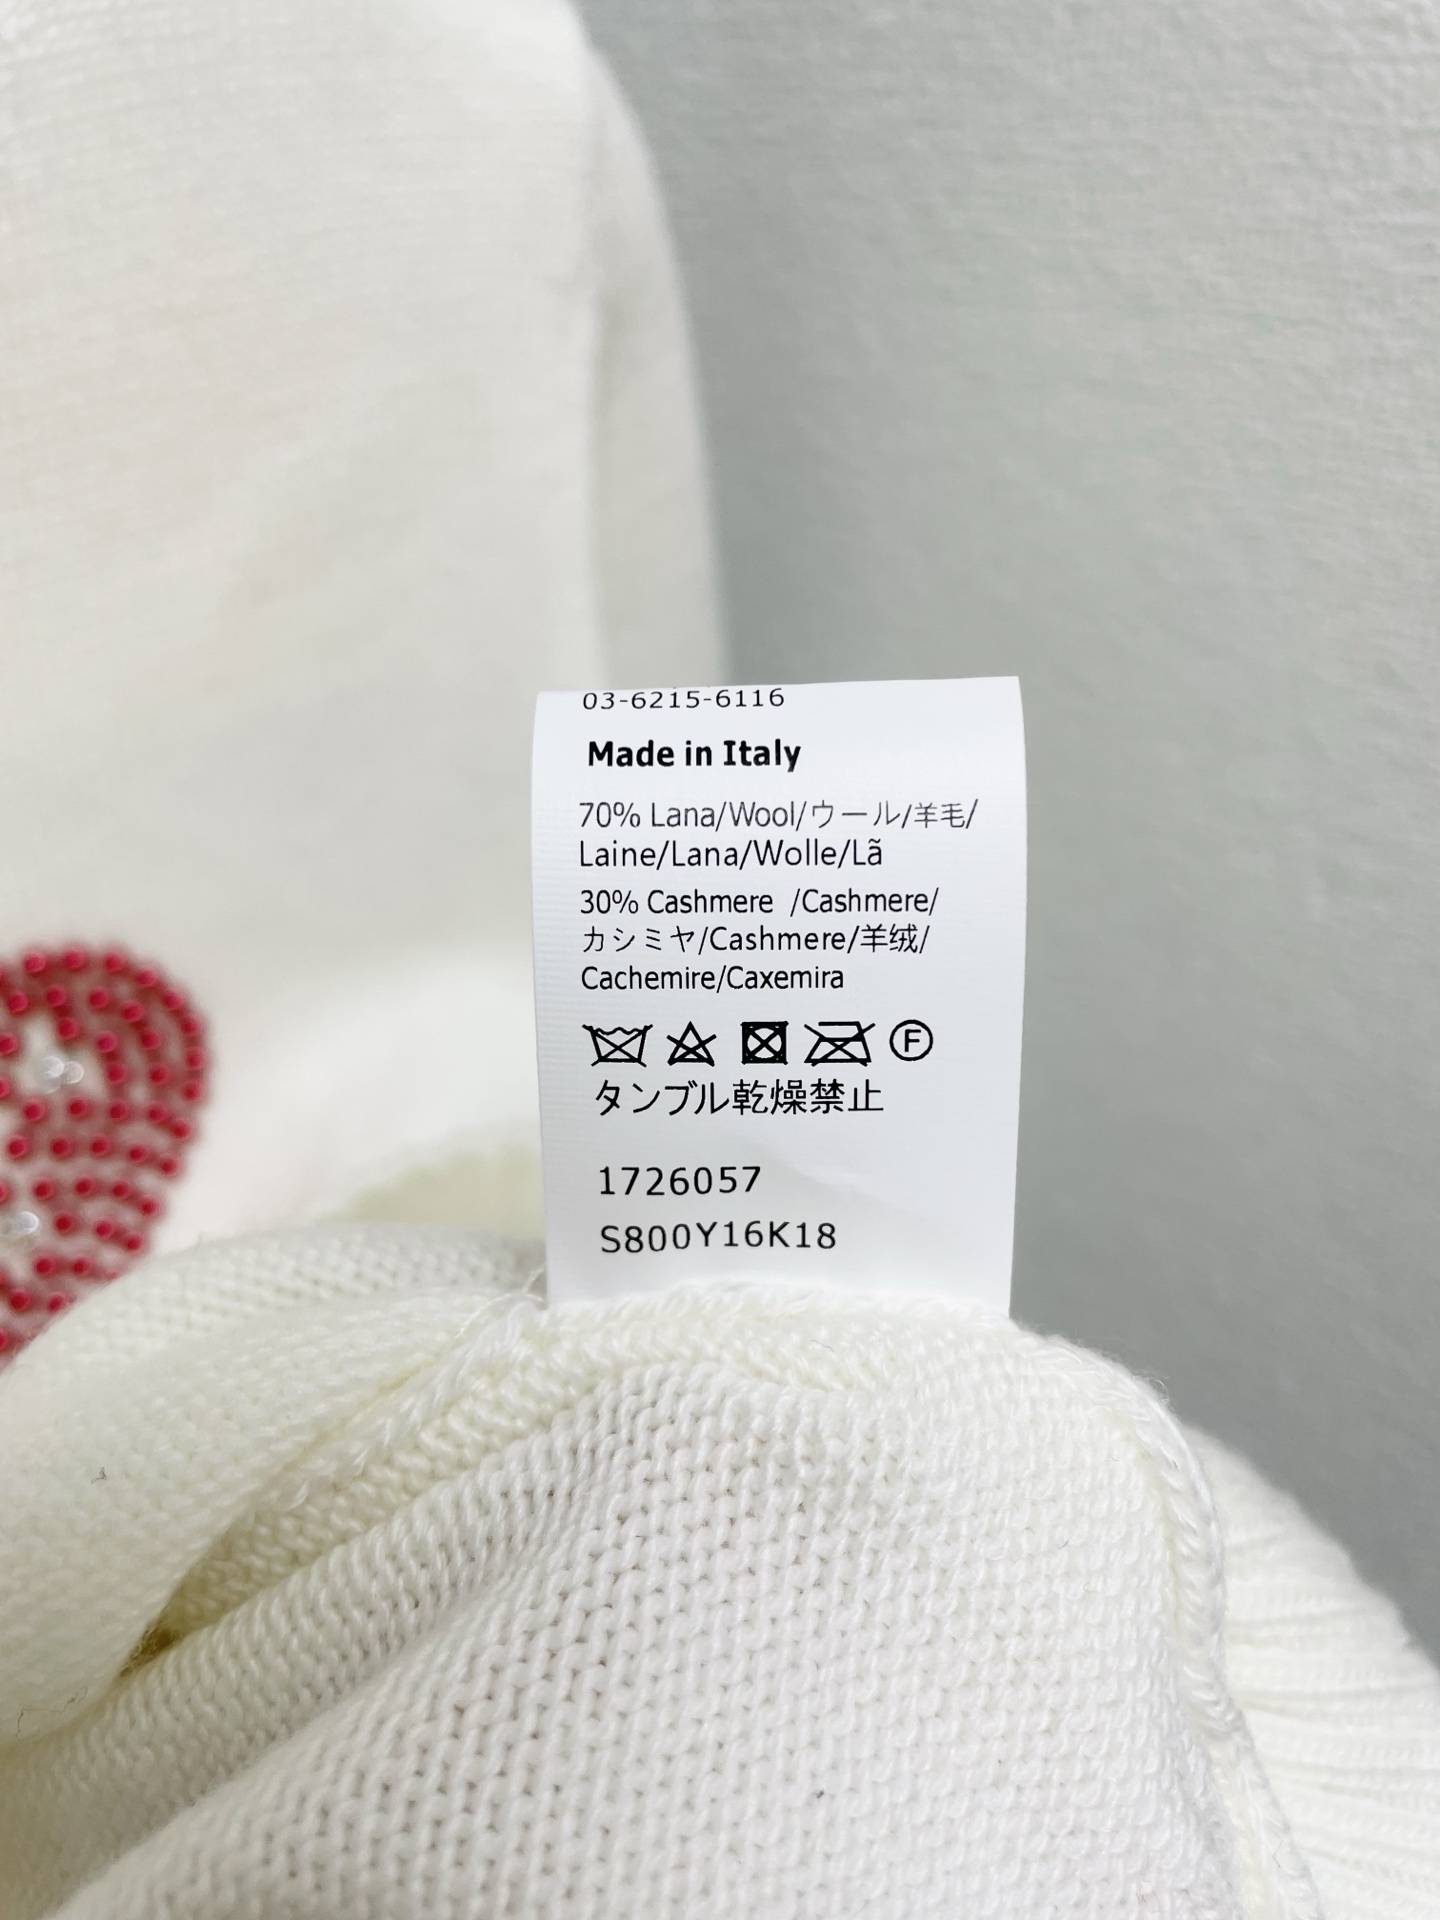 03-6215-6116
Made in Italy
70% Lana/Wool/ウール/羊毛/
Laine/Lana/Wolle/Lã
30% Cashmere /Cashmere/
カシミヤ/Cashmere/羊绒/
Cachemire/Caxemira
F
タンブル乾燥禁止
1726057
S800Y16K18